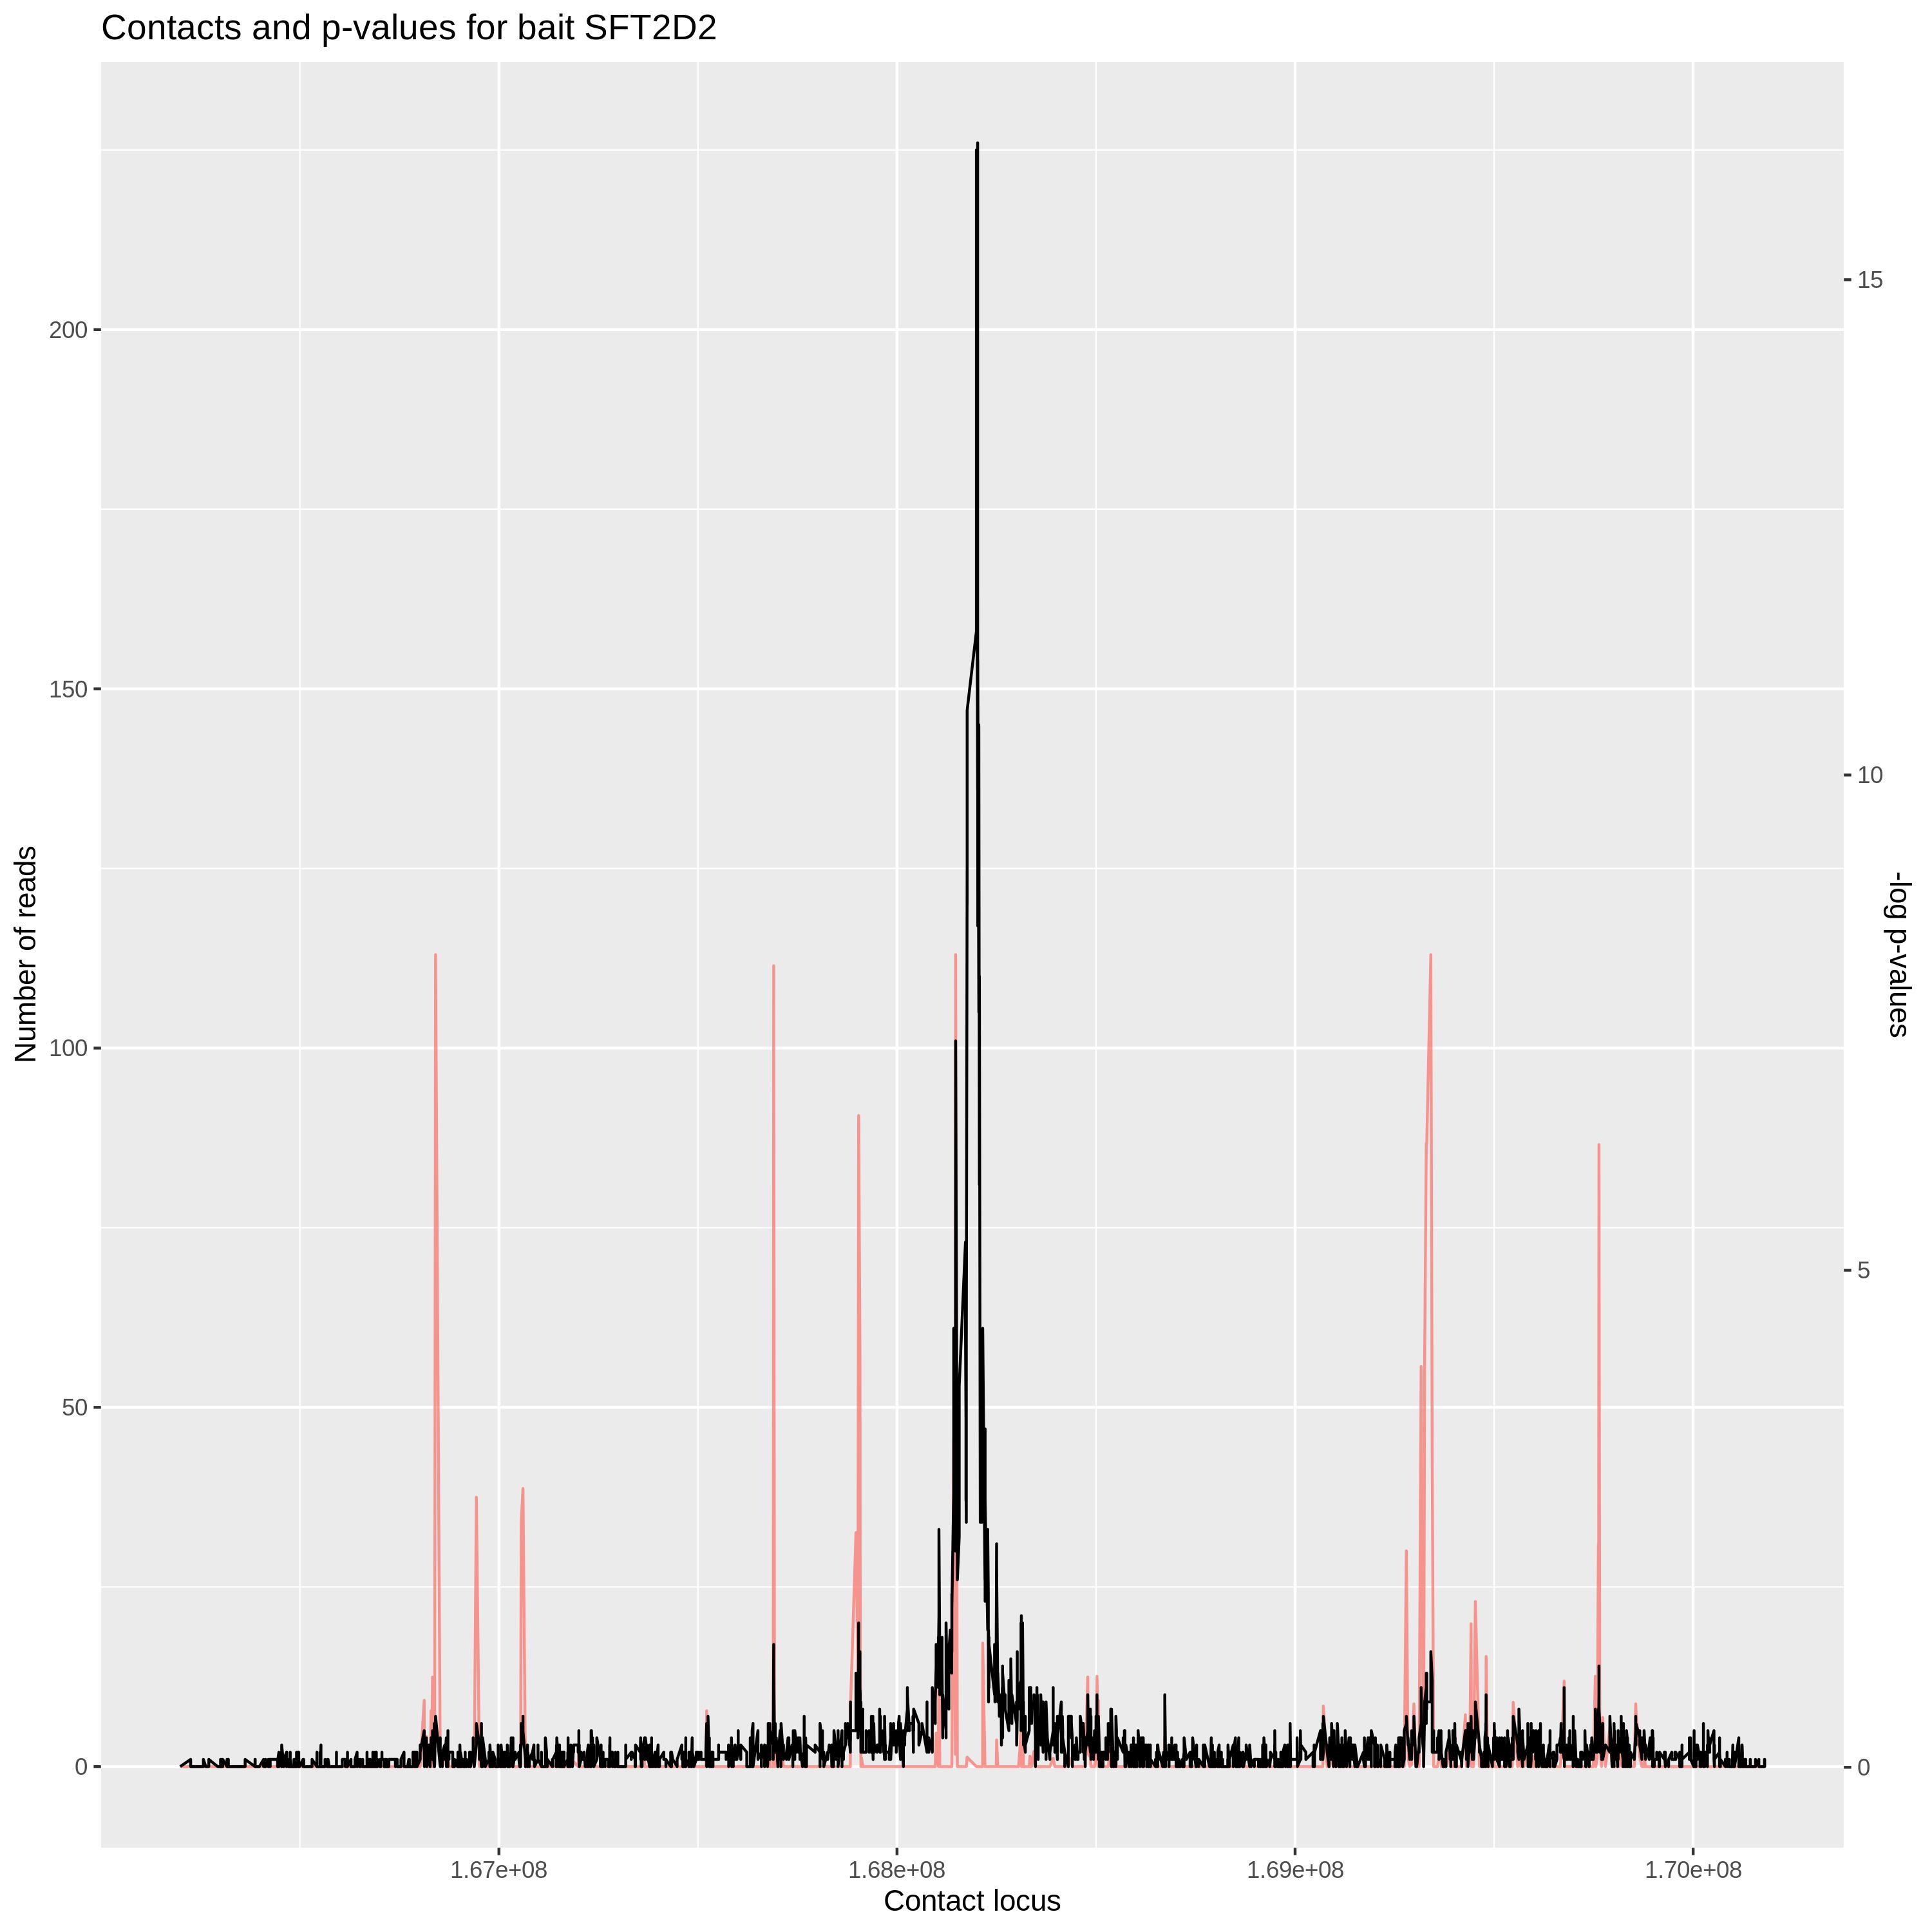 Contacts and p-values for bait SFT2D2
200
150
100
50
0
Number of reads
15
10
5
0
-log p-values
1.67e+08
1.68e+08
1.69e+08
1.70e+08
Contact locus